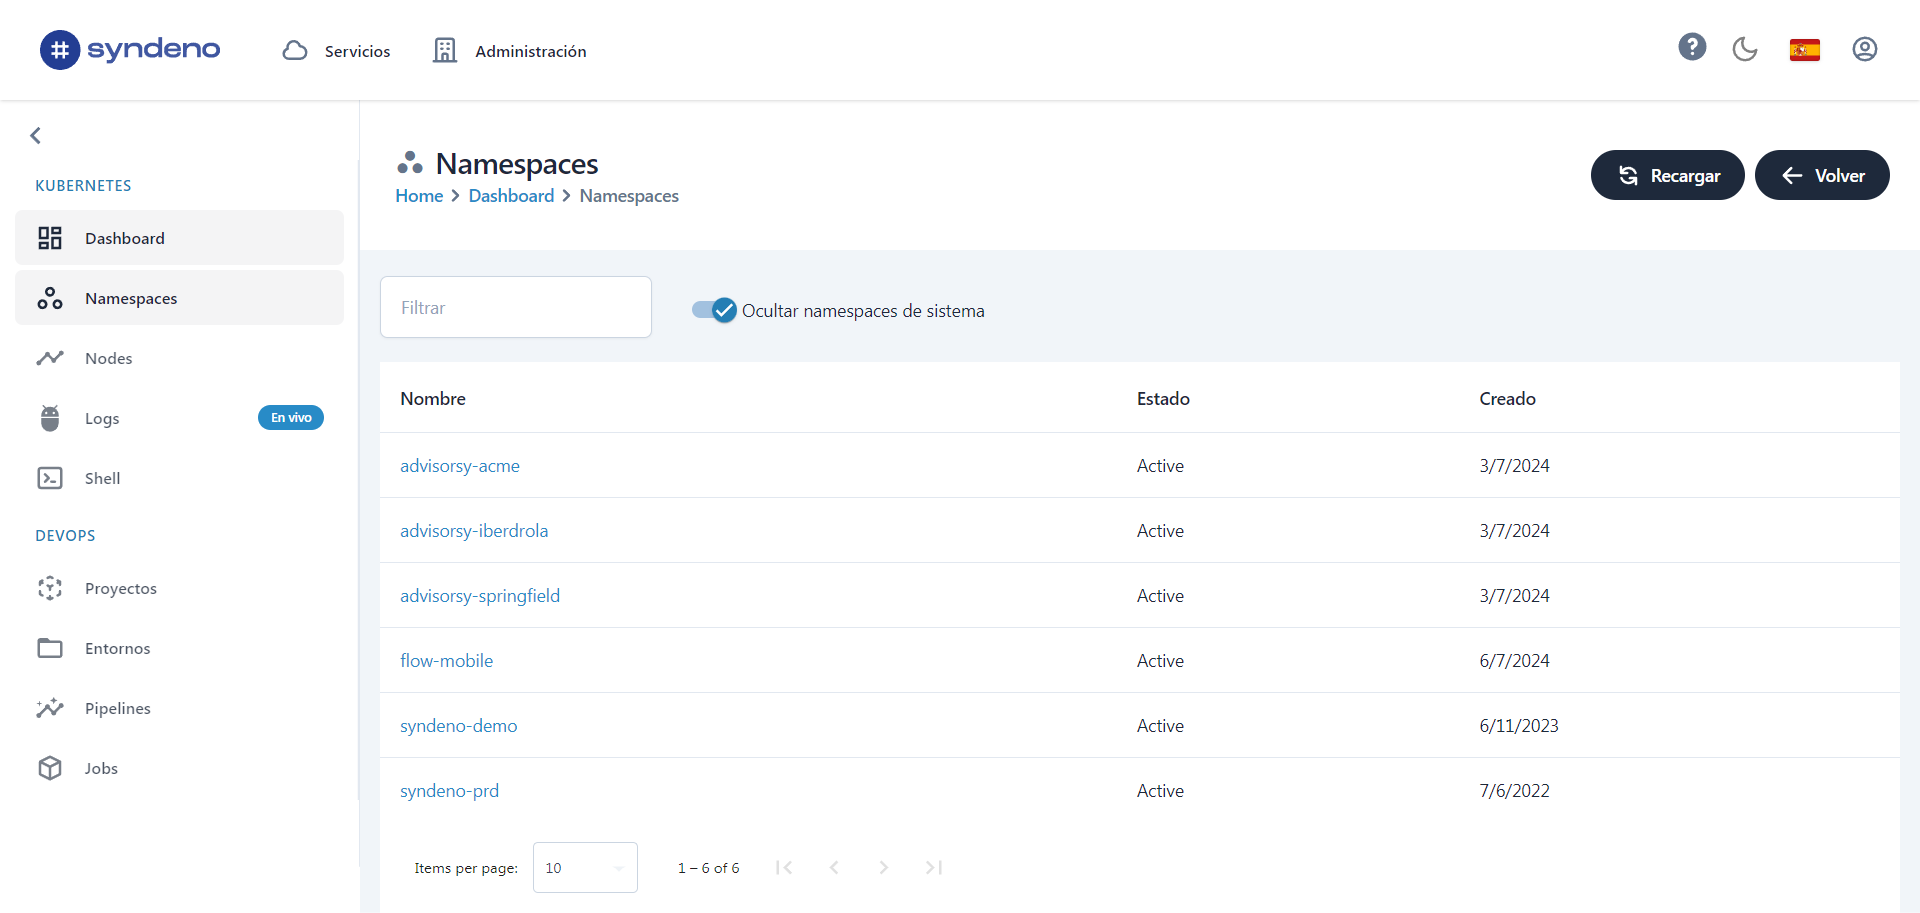 # syndeno
Servicios
Administración
?
KUBERNETES
Dashboard
Namespaces
Nodes
Logs En vivo
Shell
DEVOPS
Proyectos
Entornos
Pipelines
Jobs
Namespaces
Home > Dashboard > Namespaces
Recargar
Volver
Filtrar
Ocultar namespaces de sistema
Nombre Estado Creado
advisorsy-acme Active 3/7/2024
advisorsy-iberdrola Active 3/7/2024
advisorsy-springfield Active 3/7/2024
flow-mobile Active 6/7/2024
syndeno-demo Active 6/11/2023
syndeno-prd Active 7/6/2022
Items per page: 10 1 – 6 of 6